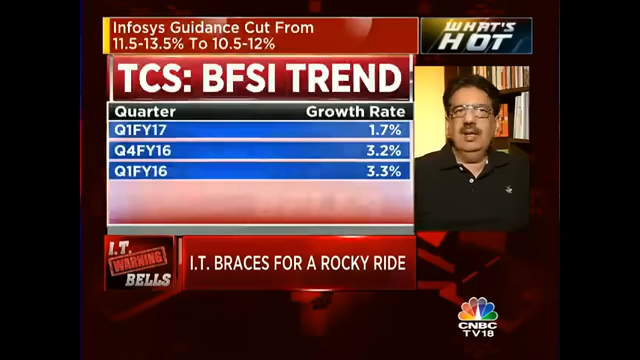 Infosys Guidance Cut From
11.5-13.5% To 10.5-12%
WHAT'S
HOT
TCS: BFSI TREND
Quarter Growth Rate
Q1FY17 1.7%
Q4FY16 3.2%
Q1FY16 3.3%
I.T.
WARNING
BELLS
I.T. BRACES FOR A ROCKY RIDE
CNBC
TV18